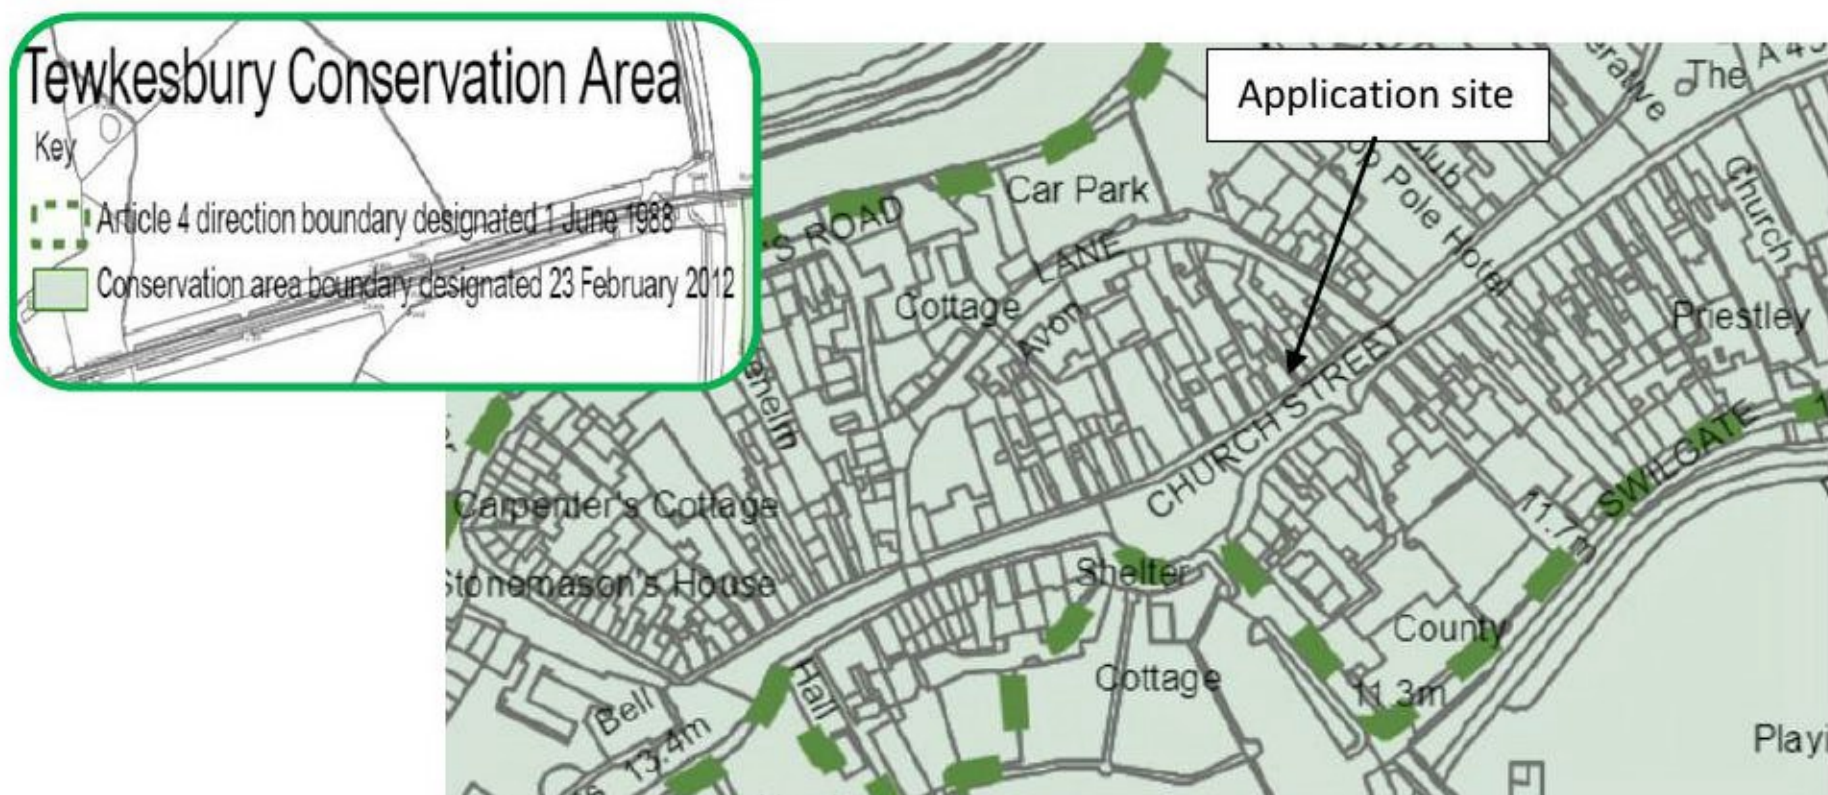 Tewkesbury Conservation Area
Key
Article 4 direction boundary designated 1 June 1988
Conservation area boundary designated 23 February 2012
Application site
The
Club
Pole Hotel
Church
Car Park
ROAD
LANE
Cottage
Avon
Priestley
CHURCH STREET
SWILGATE
Carpenter's Cottage
11.7m
Shelter
Stonemason's House
County
Cottage
11.3m
Hall
Bell
13.4m